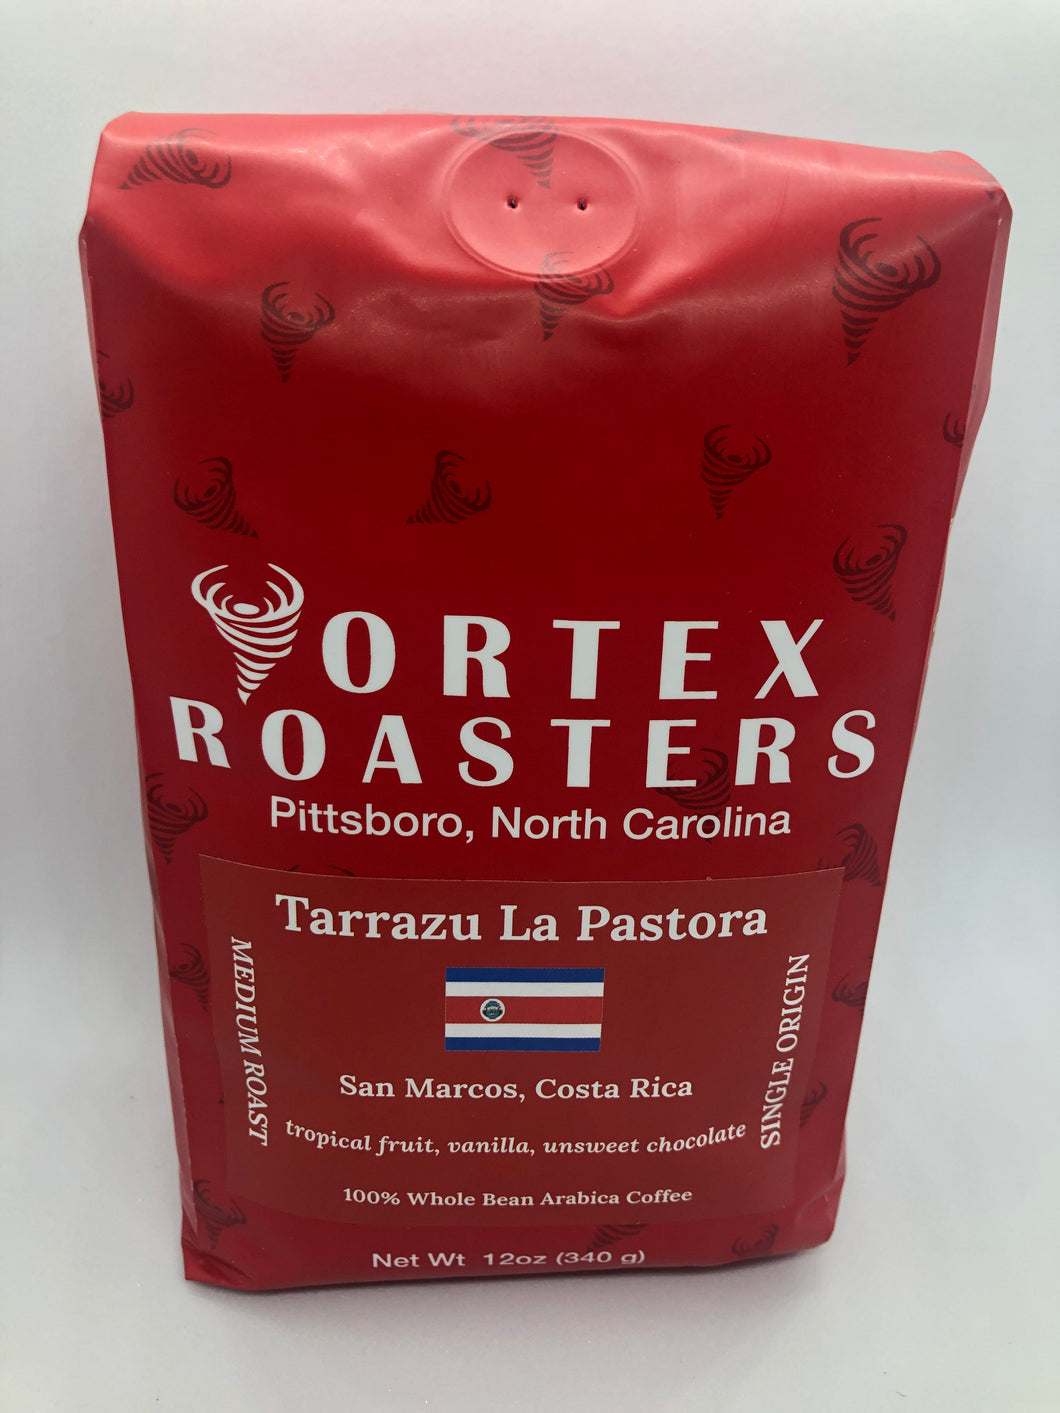 VORTEX
ROASTERS
Pittsboro, North Carolina
Tarrazu La Pastora
MEDIUM ROAST
SINGLE ORIGIN
San Marcos, Costa Rica
tropical fruit, vanilla, unsweet chocolate
100% Whole Bean Arabica Coffee
Net Wt 12oz (340 g)